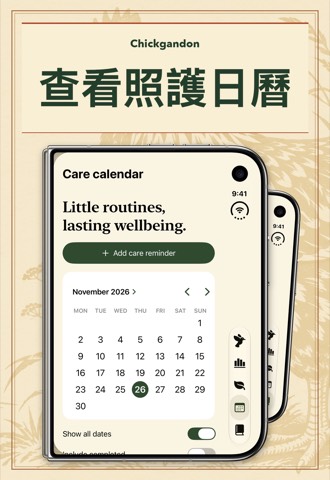 Chickgandon
查看照護日曆
Care calendar
9:41
Little routines,
lasting wellbeing.
+ Add care reminder
November 2026 >
MON TUE WED THU FRI SAT SUN
1
2 3 4 5 6 7 8
9 10 11 12 13 14 15
16 17 18 19 20 21 22
23 24 25 26 27 28 29
30
Show all dates
Include completed
9:41